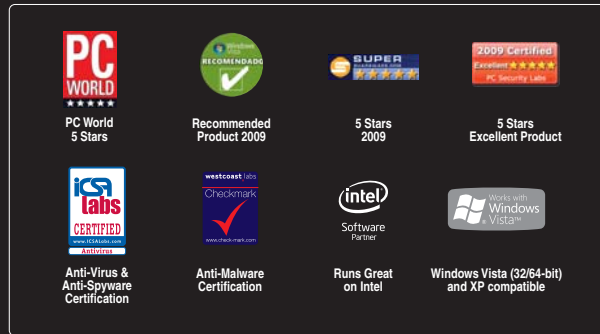 PC
WORLD
PC World
5 Stars
Windows Vista
RECOMENDADO
Recommended
Product 2009
SUPER
5 Stars
2009
2009 Certified
Excellent
PC Security Labs
5 Stars
Excellent Product
ICSA
labs
CERTIFIED
www.ICSALabs.com
Antivirus
Anti-Virus &
Anti-Spyware
Certification
westcoast labs
Checkmark
www.check-mark.com
Anti-Malware
Certification
intel
Software
Partner
Runs Great
on Intel
Works with
Windows
Vista™
Windows Vista (32/64-bit)
and XP compatible